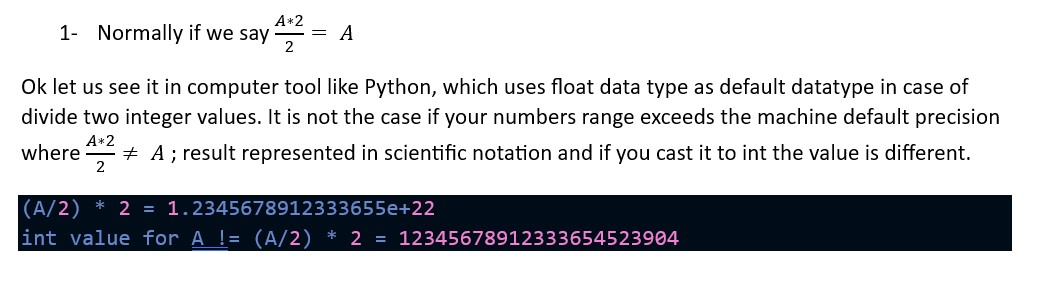 1- Normally if we say A*2/2 = A
Ok let us see it in computer tool like Python, which uses float data type as default datatype in case of
divide two integer values. It is not the case if your numbers range exceeds the machine default precision
where A*2/2 ≠ A ; result represented in scientific notation and if you cast it to int the value is different.
(A/2) * 2 = 1.2345678912333655e+22
int value for A != (A/2) * 2 = 12345678912333654523904